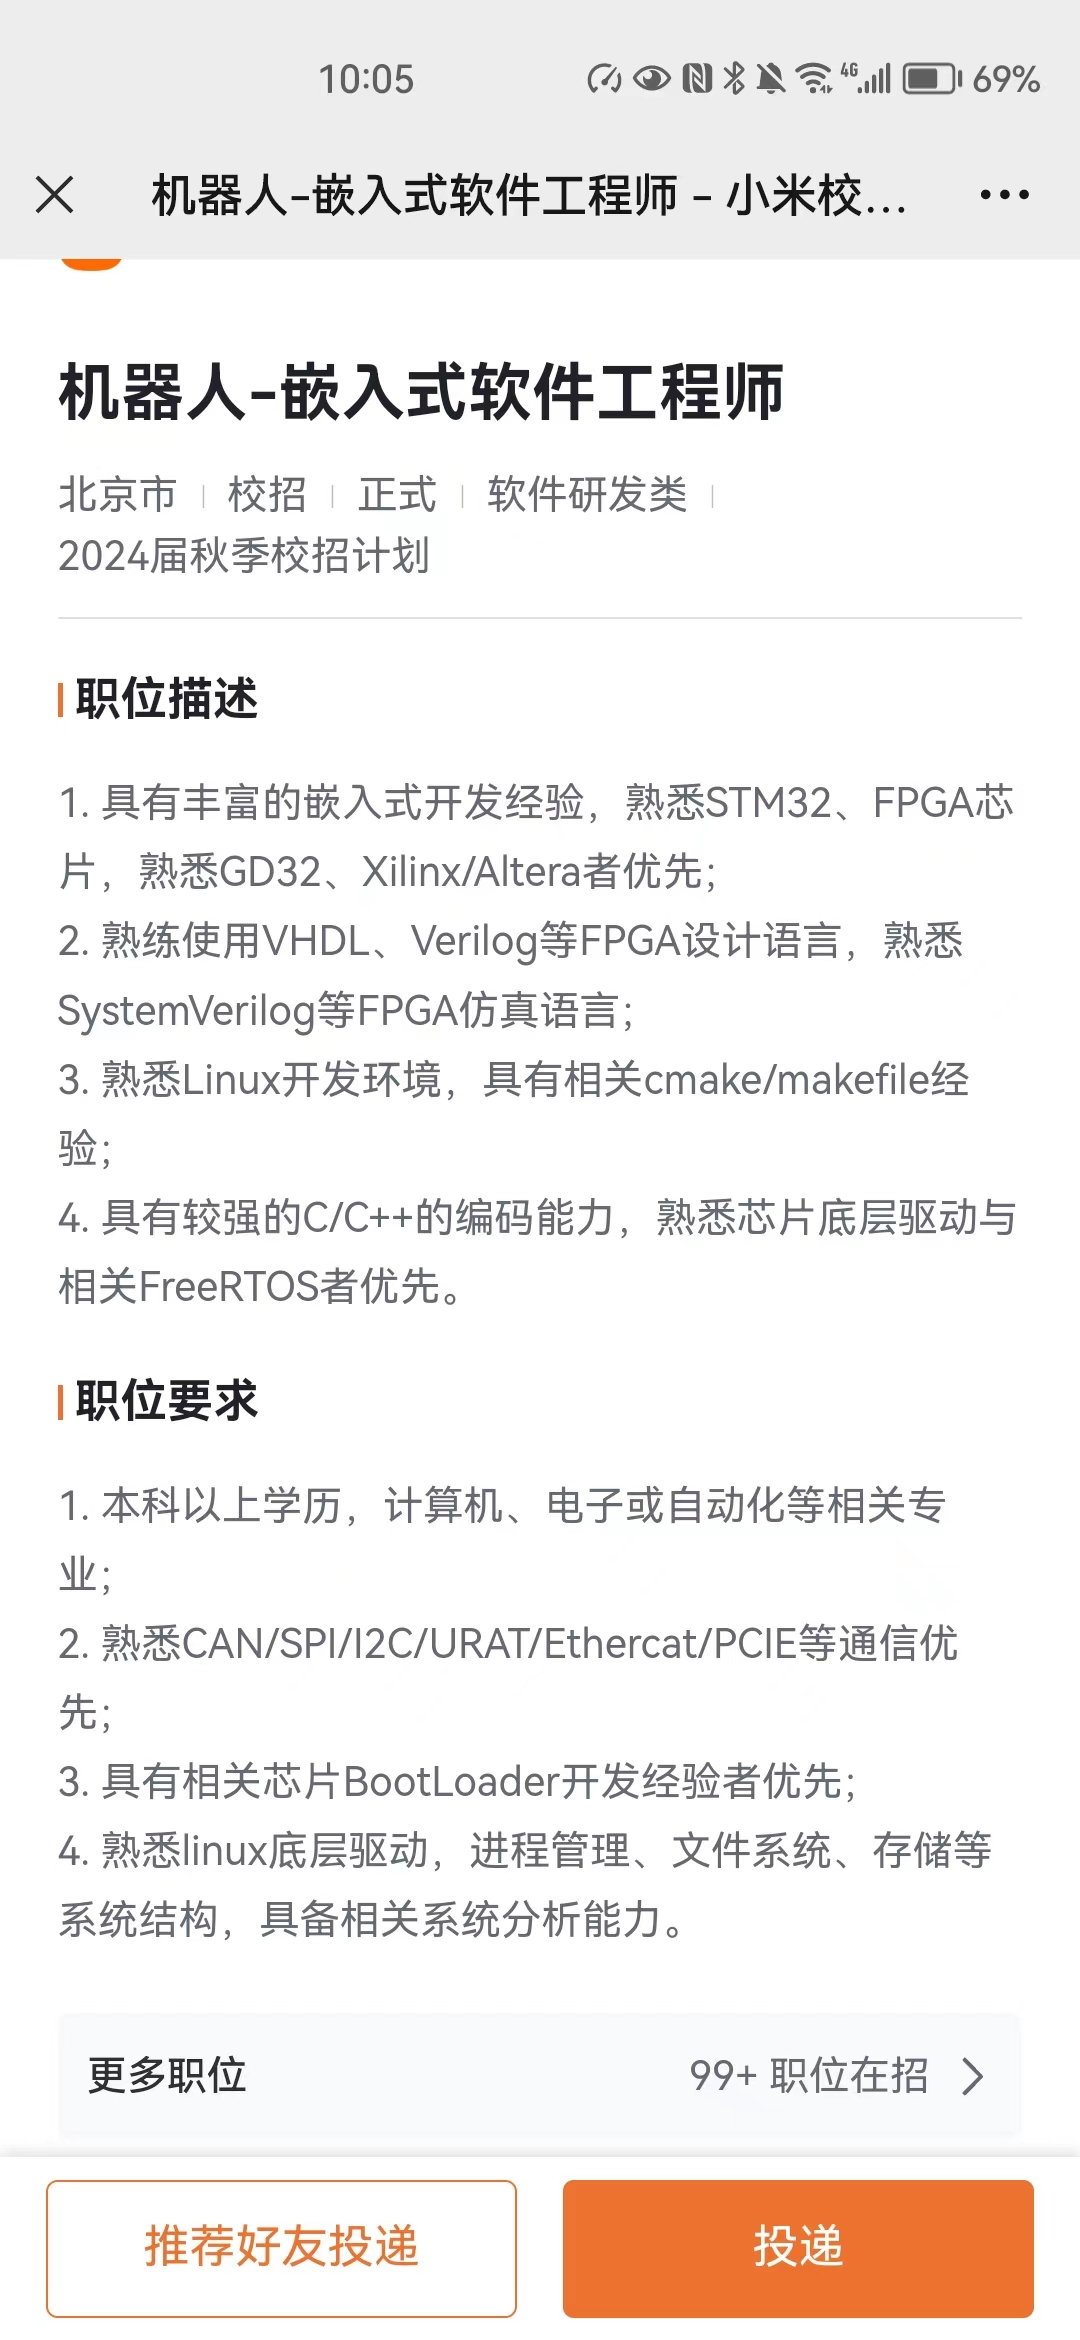 10:05
4G
69%
机器人-嵌入式软件工程师 - 小米校...
机器人-嵌入式软件工程师
北京市 | 校招 | 正式 | 软件研发类 |
2024届秋季校招计划
职位描述
1. 具有丰富的嵌入式开发经验，熟悉STM32、FPGA芯
片，熟悉GD32、Xilinx/Altera者优先;
2. 熟练使用VHDL、Verilog等FPGA设计语言，熟悉
SystemVerilog等FPGA仿真语言;
3. 熟悉Linux开发环境，具有相关cmake/makefile经
验;
4. 具有较强的C/C++的编码能力，熟悉芯片底层驱动与
相关FreeRTOS者优先。
职位要求
1. 本科以上学历，计算机、电子或自动化等相关专
业;
2. 熟悉CAN/SPI/I2C/URAT/Ethercat/PCIE等通信优
先;
3. 具有相关芯片BootLoader开发经验者优先;
4. 熟悉linux底层驱动，进程管理、文件系统、存储等
系统结构，具备相关系统分析能力。
更多职位 99+ 职位在招
推荐好友投递 投递